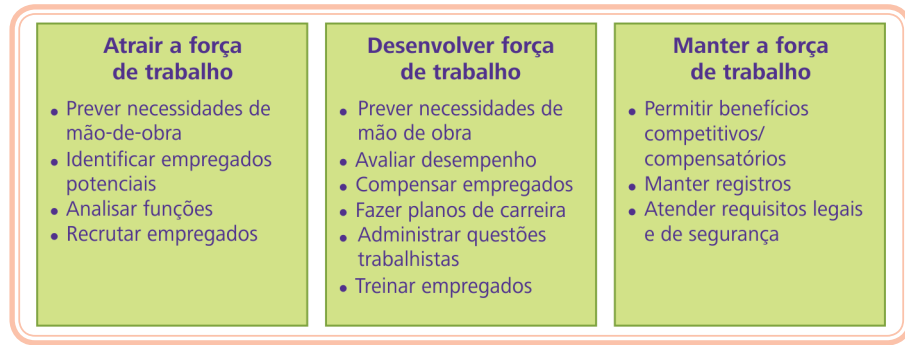 Atrair a força
de trabalho
• Prever necessidades de
mão-de-obra
• Identificar empregados
potenciais
• Analisar funções
• Recrutar empregados
Desenvolver força
de trabalho
• Prever necessidades de
mão de obra
• Avaliar desempenho
• Compensar empregados
• Fazer planos de carreira
• Administrar questões
trabalhistas
• Treinar empregados
Manter a força
de trabalho
• Permitir benefícios
competitivos/
compensatórios
• Manter registros
• Atender requisitos legais
e de segurança